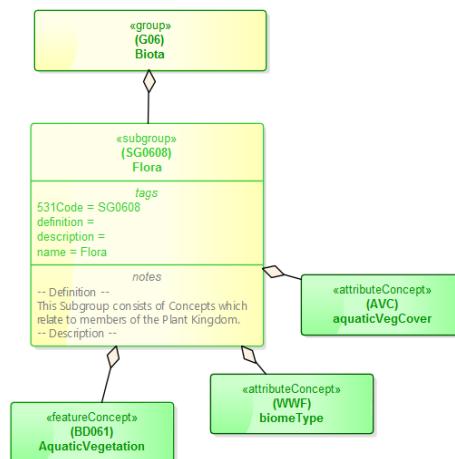 «group»
(G06)
Biota
«subgroup»
(SG0608)
Flora
tags
531Code = SG0608
definition =
description =
name = Flora
notes
-- Definition --
This Subgroup consists of Concepts which
relate to members of the Plant Kingdom.
-- Description --
«attributeConcept»
(AVC)
aquaticVegCover
«attributeConcept»
(WWF)
biomeType
«featureConcept»
(BD061)
AquaticVegetation